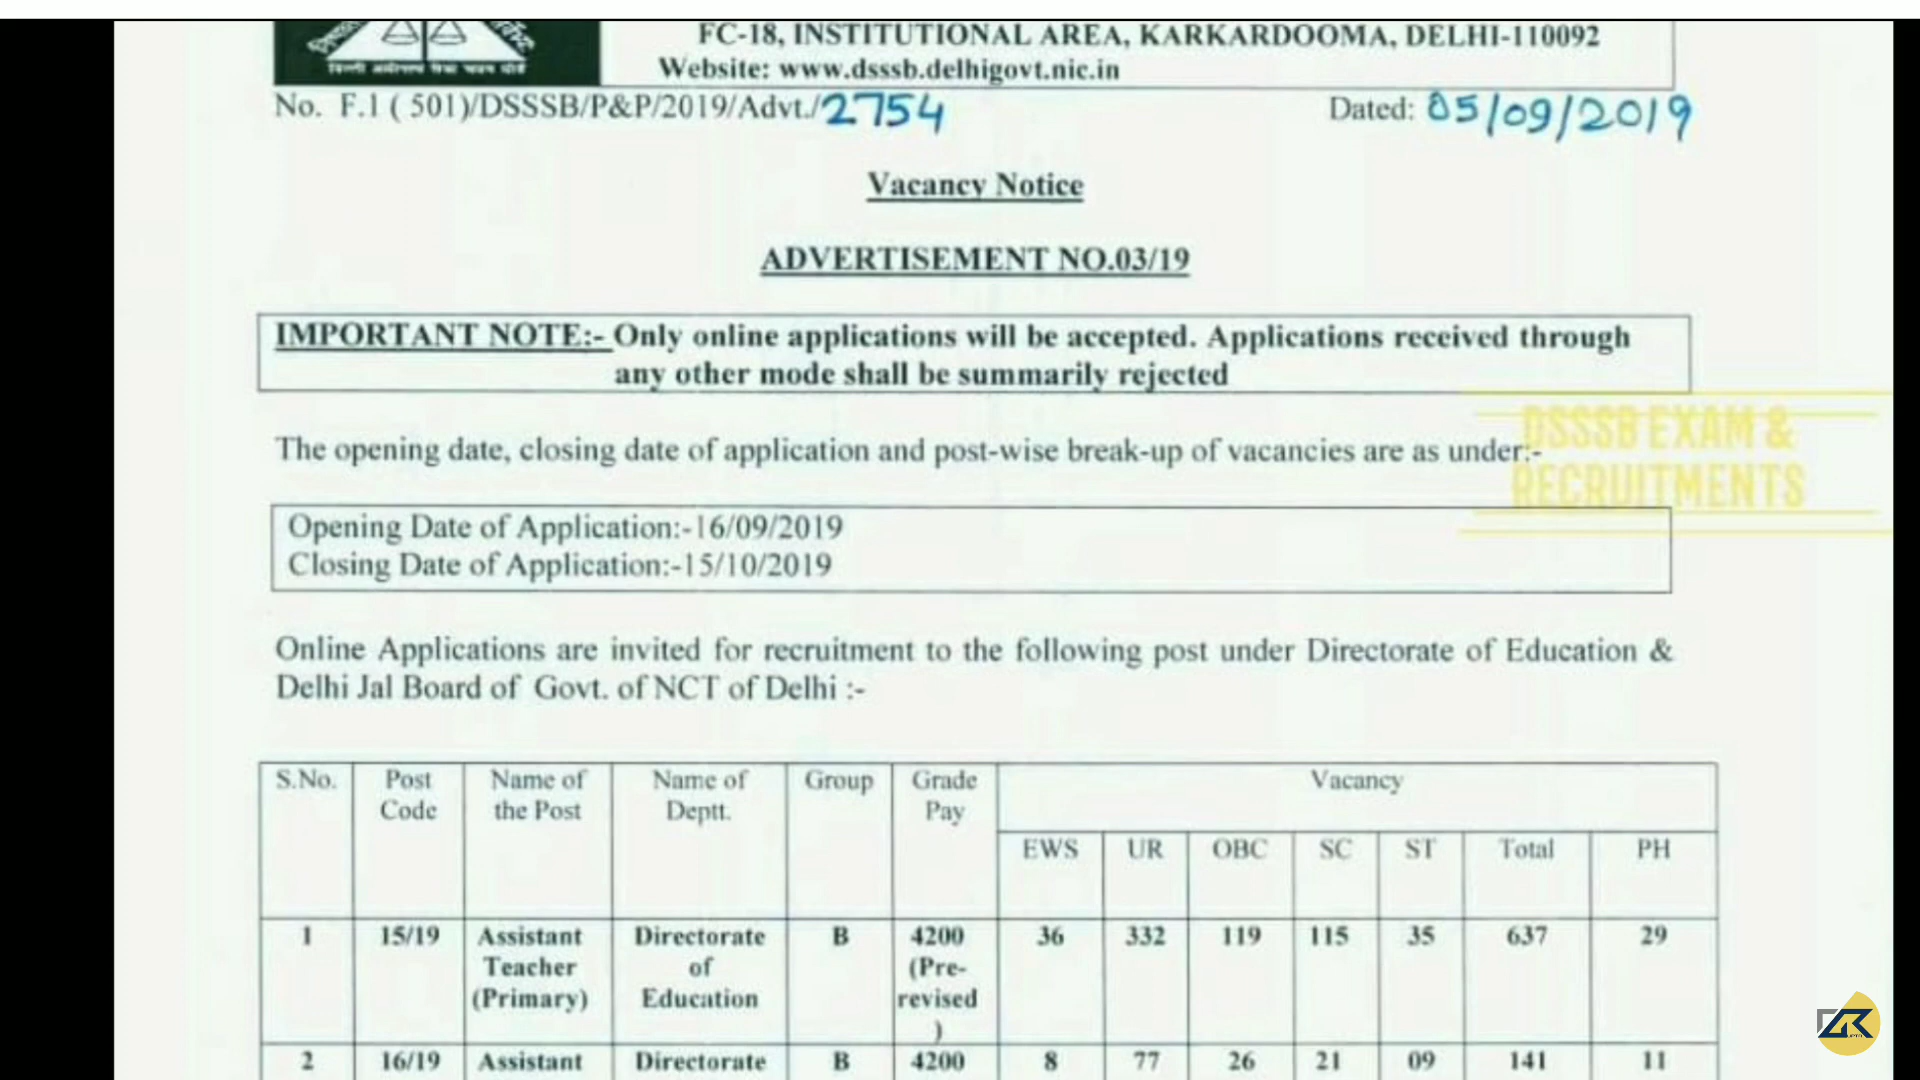 FC-18, INSTITUTIONAL AREA, KARKARDOOMA, DELHI-110092
Website: www.dsssb.delhigovt.nic.in
No. F.1 ( 501)/DSSSB/P&P/2019/Advt./2754 Dated: 05/09/2019
Vacancy Notice
ADVERTISEMENT NO.03/19
IMPORTANT NOTE:- Only online applications will be accepted. Applications received through
any other mode shall be summarily rejected
DSSSB EXAM &
RECRUITMENTS
The opening date, closing date of application and post-wise break-up of vacancies are as under:-
Opening Date of Application:-16/09/2019
Closing Date of Application:-15/10/2019
Online Applications are invited for recruitment to the following post under Directorate of Education &
Delhi Jal Board of Govt. of NCT of Delhi :-
S.No. Post Name of Name of Group Grade Vacancy
Code the Post Deptt. Pay
EWS UR OBC SC ST Total PH
1 15/19 Assistant Directorate B 4200 36 332 119 115 35 637 29
Teacher of (Pre-
(Primary) Education revised
)
2 16/19 Assistant Directorate B 4200 8 77 26 21 09 141 11